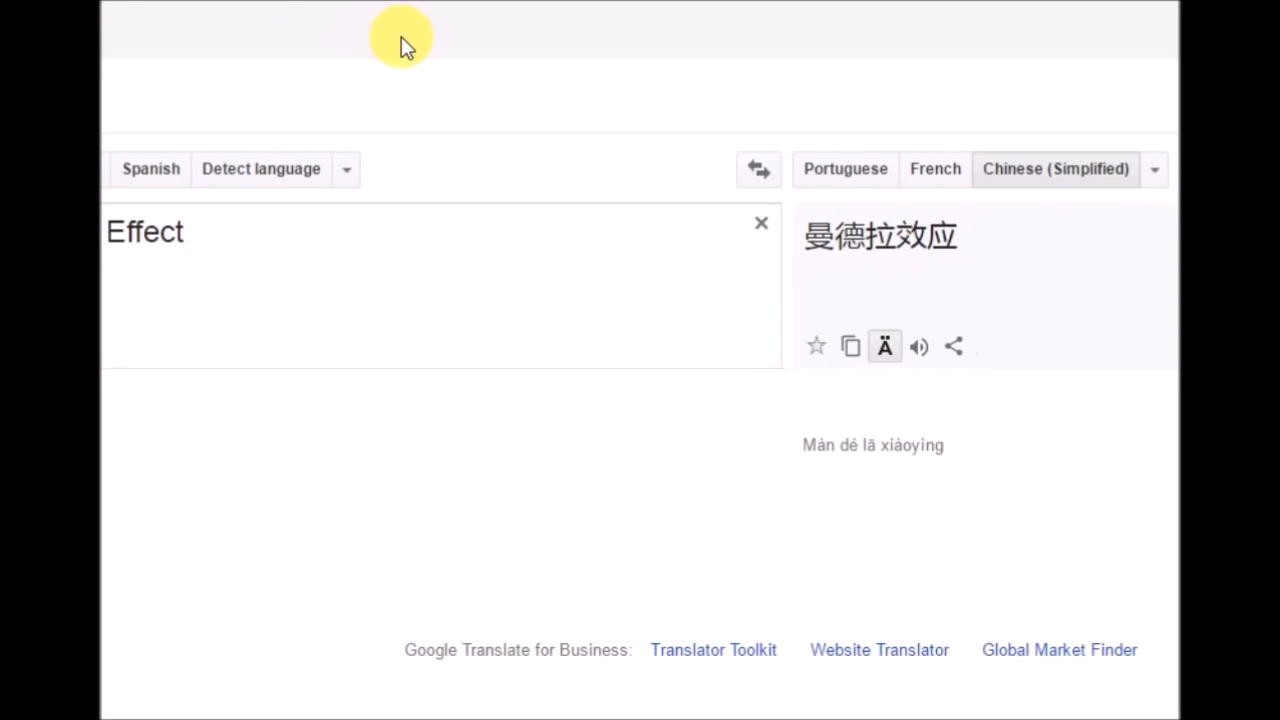 Spanish Detect language Portuguese French Chinese (Simplified)
Effect
曼德拉效应
Ä
Màn dé lā xiàoyìng
Google Translate for Business: Translator Toolkit Website Translator Global Market Finder